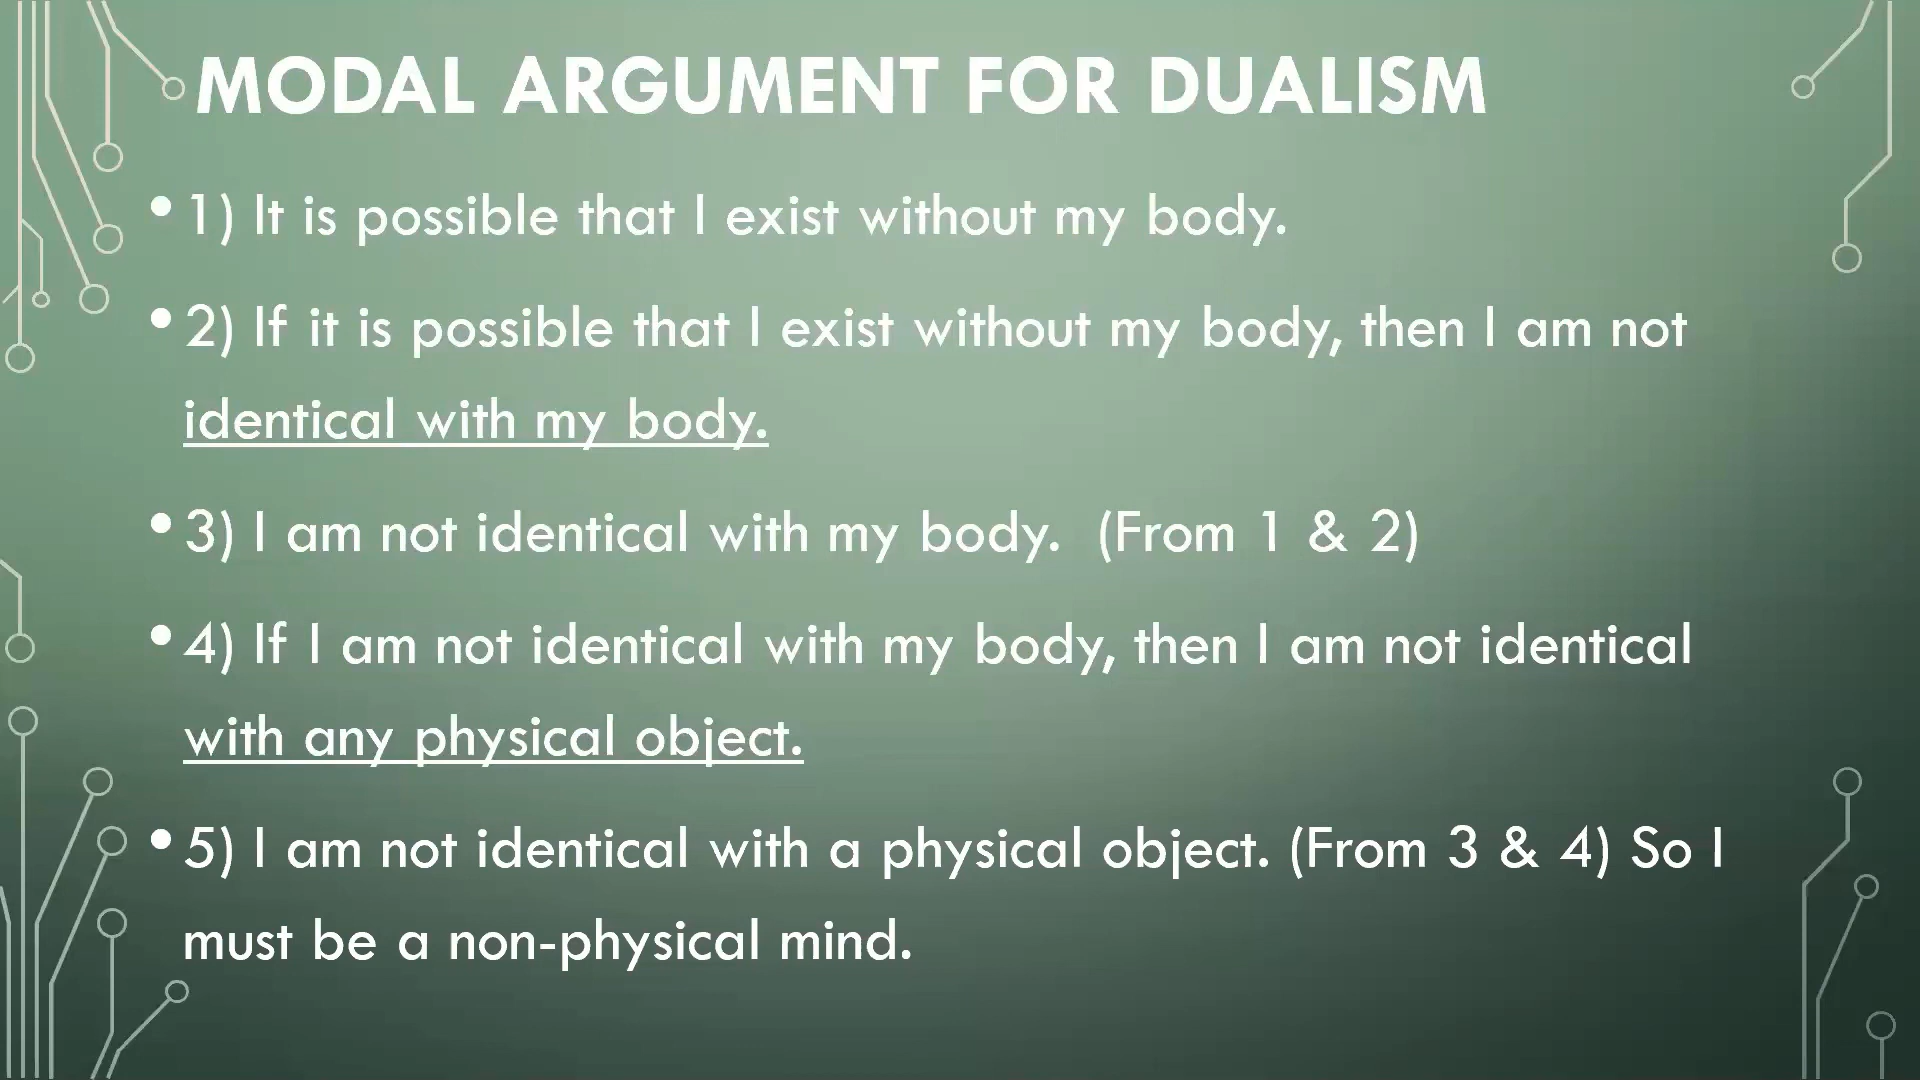 MODAL ARGUMENT FOR DUALISM
• 1) It is possible that I exist without my body.
• 2) If it is possible that I exist without my body, then I am not
identical with my body.
• 3) I am not identical with my body.  (From 1 & 2)
• 4) If I am not identical with my body, then I am not identical
with any physical object.
• 5) I am not identical with a physical object. (From 3 & 4) So I
must be a non-physical mind.